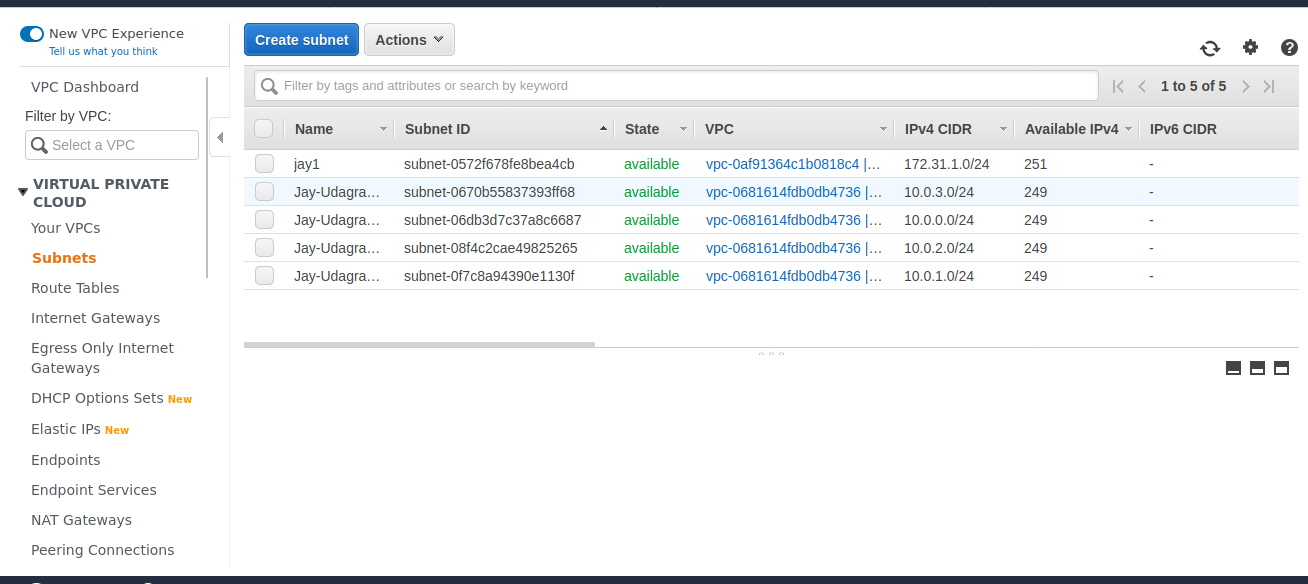 New VPC Experience
Tell us what you think
VPC Dashboard
Filter by VPC:
Select a VPC
VIRTUAL PRIVATE
CLOUD
Your VPCs
Subnets
Route Tables
Internet Gateways
Egress Only Internet
Gateways
DHCP Options Sets New
Elastic IPs New
Endpoints
Endpoint Services
NAT Gateways
Peering Connections
Create subnet Actions
Filter by tags and attributes or search by keyword
1 to 5 of 5
Name Subnet ID State VPC IPv4 CIDR Available IPv4 IPv6 CIDR
jay1 subnet-0572f678fe8bea4cb available vpc-0af91364c1b0818c4 |... 172.31.1.0/24 251 -
Jay-Udagra... subnet-0670b55837393ff68 available vpc-0681614fdb0db4736 |... 10.0.3.0/24 249 -
Jay-Udagra... subnet-06db3d7c37a8c6687 available vpc-0681614fdb0db4736 |... 10.0.0.0/24 249 -
Jay-Udagra... subnet-08f4c2cae49825265 available vpc-0681614fdb0db4736 |... 10.0.2.0/24 249 -
Jay-Udagra... subnet-0f7c8a94390e1130f available vpc-0681614fdb0db4736 |... 10.0.1.0/24 249 -